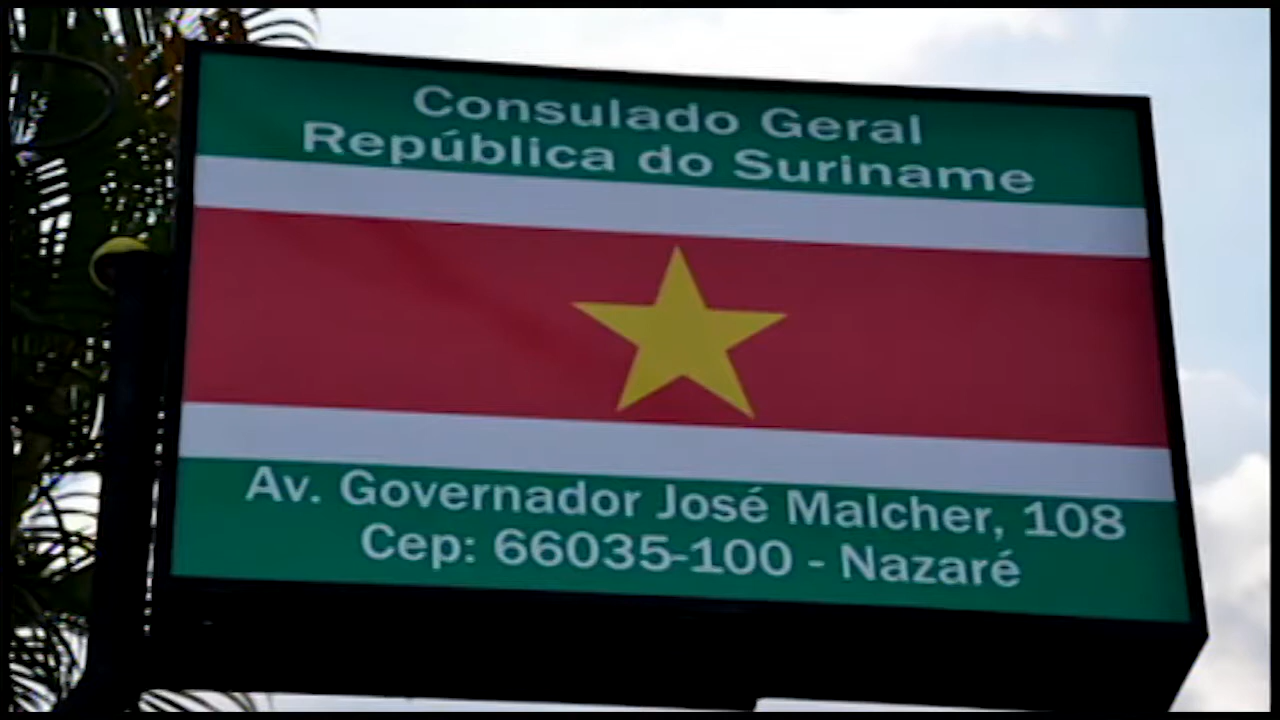 Consulado Geral
República do Suriname
Av. Governador José Malcher, 108
Cep: 66035-100 - Nazaré